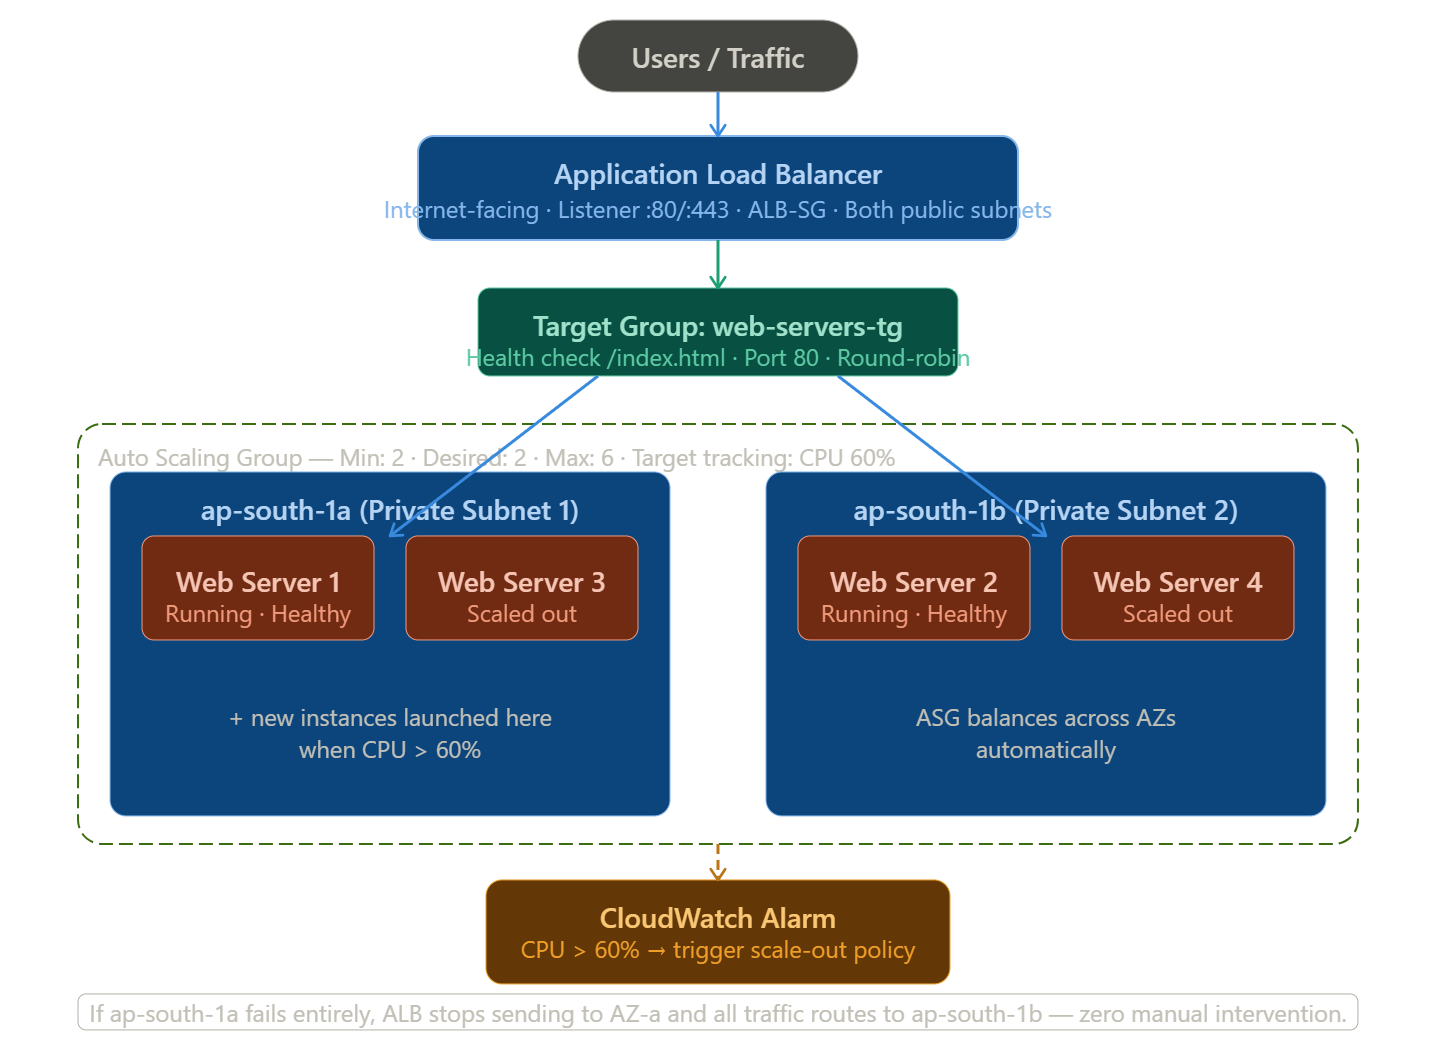 Users / Traffic
Application Load Balancer
Internet-facing · Listener :80/:443 · ALB-SG · Both public subnets
Target Group: web-servers-tg
Health check /index.html · Port 80 · Round-robin
Auto Scaling Group — Min: 2 · Desired: 2 · Max: 6 · Target tracking: CPU 60%
ap-south-1a (Private Subnet 1)
Web Server 1
Running · Healthy
Web Server 3
Scaled out
+ new instances launched here
when CPU > 60%
ap-south-1b (Private Subnet 2)
Web Server 2
Running · Healthy
Web Server 4
Scaled out
ASG balances across AZs
automatically
CloudWatch Alarm
CPU > 60% → trigger scale-out policy
If ap-south-1a fails entirely, ALB stops sending to AZ-a and all traffic routes to ap-south-1b — zero manual intervention.